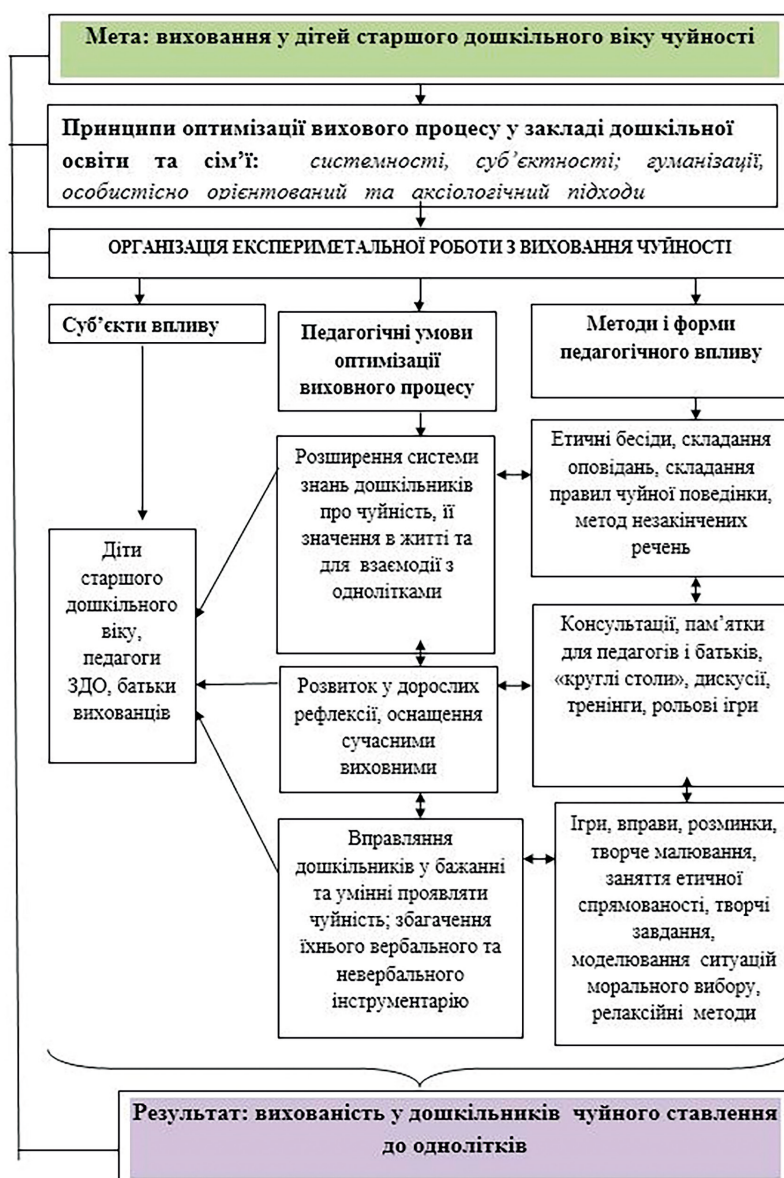 Мета: виховання у дітей старшого дошкільного віку чуйності
Принципи оптимізації вихового процесу у закладі дошкільної
освіти та сім’ї: системності, суб’єктності; гуманізації,
особистісно орієнтований та аксіологічний підходи
ОРГАНІЗАЦІЯ ЕКСПЕРИМЕТАЛЬНОЇ РОБОТИ З ВИХОВАННЯ ЧУЙНОСТІ
Суб’єкти впливу
Педагогічні умови
оптимізації
виховного процесу
Методи і форми
педагогічного впливу
Діти
старшого
дошкільного
віку,
педагоги
ЗДО, батьки
вихованців
Розширення системи
знань дошкільників
про чуйність, її
значення в житті та
для взаємодії з
однолітками
Етичні бесіди, складання
оповідань, складання
правил чуйної поведінки,
метод незакінчених
речень
Розвиток у дорослих
рефлексії, оснащення
сучасними
виховними
Консультації, пам’ятки
для педагогів і батьків,
«круглі столи», дискусії,
тренінги, рольові ігри
Вправляння
дошкільників у бажанні
та умінні проявляти
чуйність; збагачення
їхнього вербального та
невербального
інструментарію
Ігри, вправи, розминки,
творче малювання,
заняття етичної
спрямованості, творчі
завдання,
моделювання ситуацій
морального вибору,
релаксійні методи
Результат: вихованість у дошкільників чуйного ставлення
до однолітків